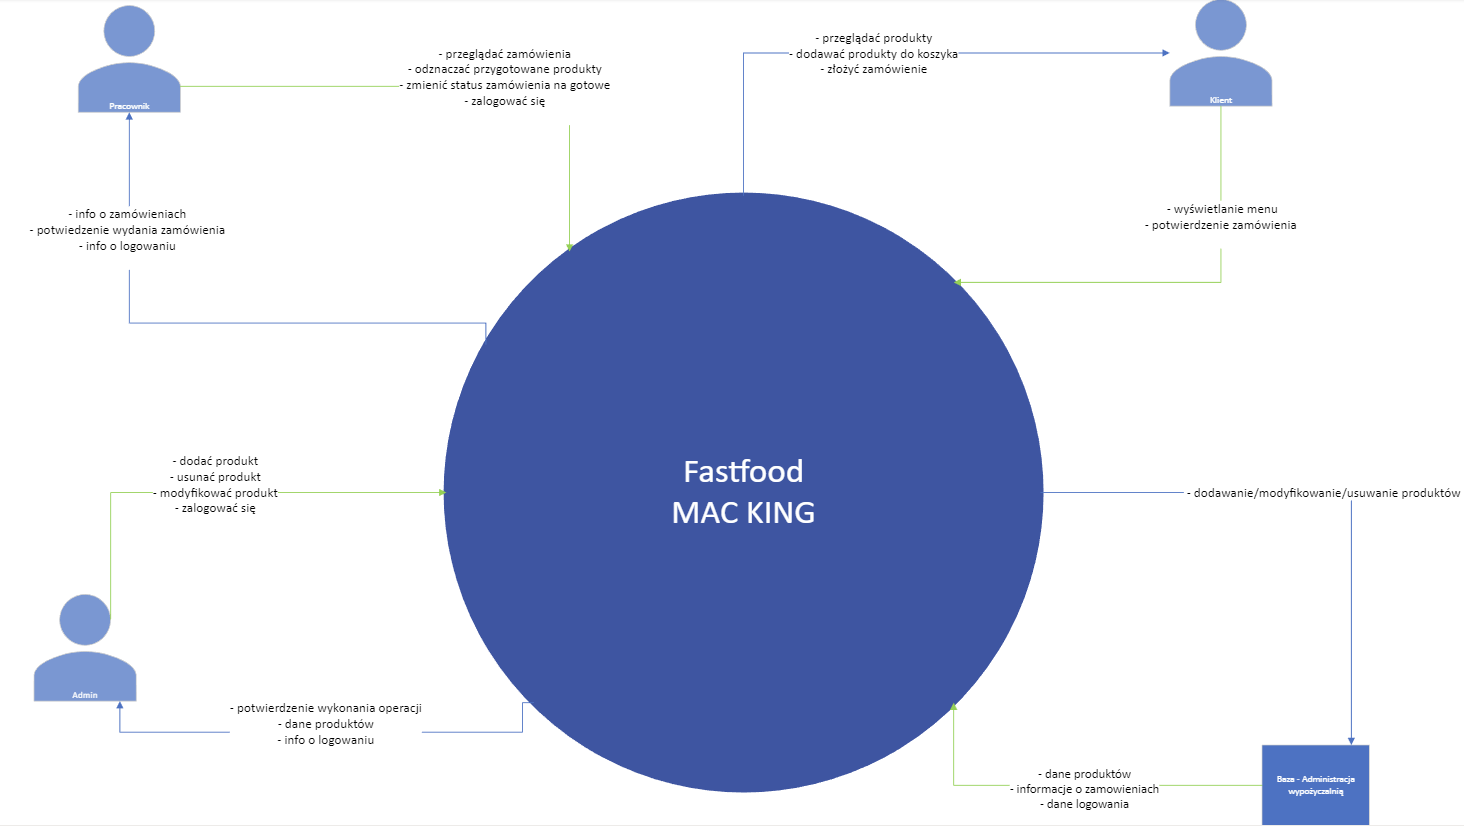 - przeglądać zamówienia
- odznaczać przygotowane produkty
- zmienić status zamówienia na gotowe
- zalogować się
- przeglądać produkty
- dodawać produkty do koszyka
- złożyć zamówienie
Pracownik
Klient
- info o zamówieniach
- potwiedzenie wydania zamówienia
- info o logowaniu
- wyświetlanie menu
- potwierdzenie zamówienia
- dodać produkt
- usunać produkt
- modyfikować produkt
- zalogować się
Fastfood
MAC KING
- dodawanie/modyfikowanie/usuwanie produktów
Admin
- potwierdzenie wykonania operacji
- dane produktów
- info o logowaniu
- dane produktów
- informacje o zamowieniach
- dane logowania
Baza - Administracja
wypożyczalnią